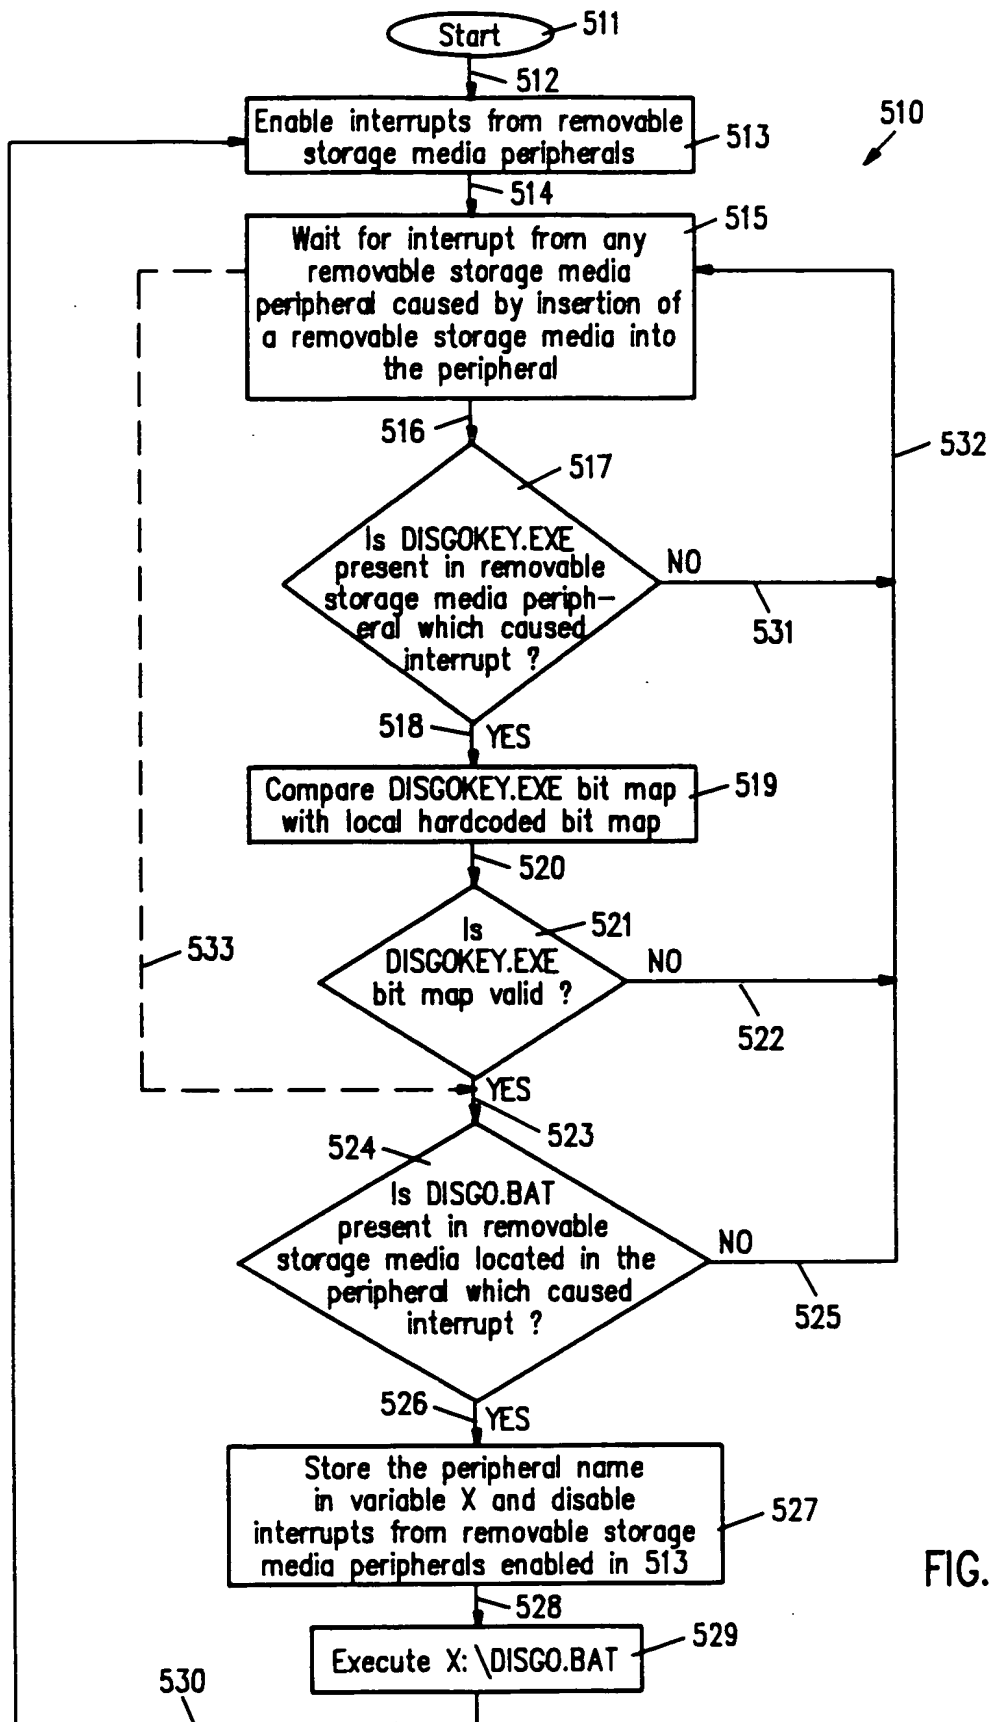 Start
511
512
Enable interrupts from removable
storage media peripherals
513
510
514
515
Wait for interrupt from any
removable storage media
peripheral caused by insertion of
a removable storage media into
the peripheral
516
532
517
Is DISGOKEY.EXE
present in removable
storage media periph-
eral which caused
interrupt ?
NO
531
518
YES
Compare DISGOKEY.EXE bit map
with local hardcoded bit map
519
520
521
Is
DISGOKEY.EXE
bit map valid ?
NO
522
533
YES
523
524
Is DISGO.BAT
present in removable
storage media located in the
peripheral which caused
interrupt ?
NO
525
526
YES
Store the peripheral name
in variable X and disable
interrupts from removable storage
media peripherals enabled in 513
527
FIG.
528
Execute X: \DISGO.BAT
529
530